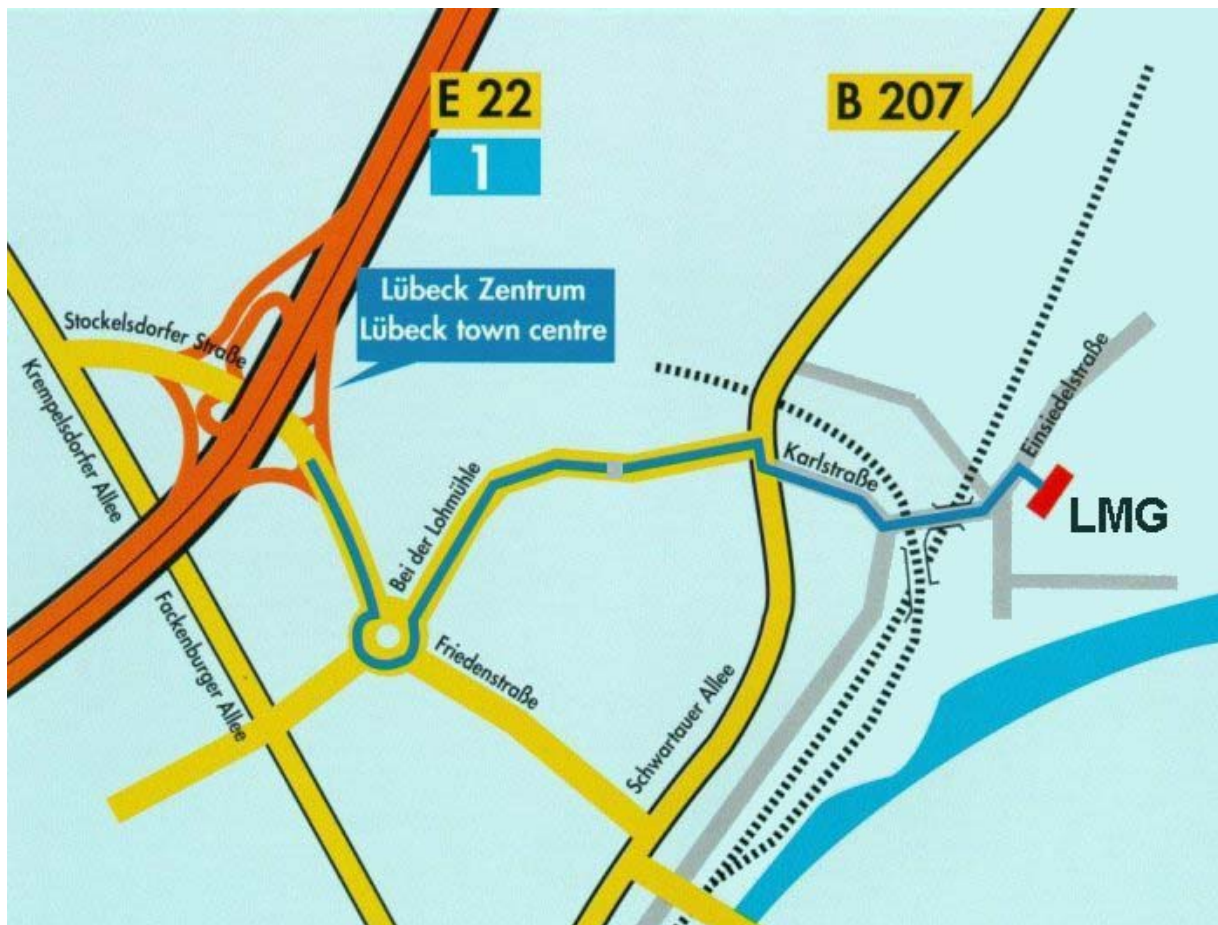 E 22
1
B 207
Lübeck Zentrum
Lübeck town centre
Stockelsdorfer Straße
Krempelsdorfer Allee
Einsiedelstraße
Karlstraße
LMG
Bei der Lohmühle
Fackenburger Allee
Friedenstraße
Schwartauer Allee